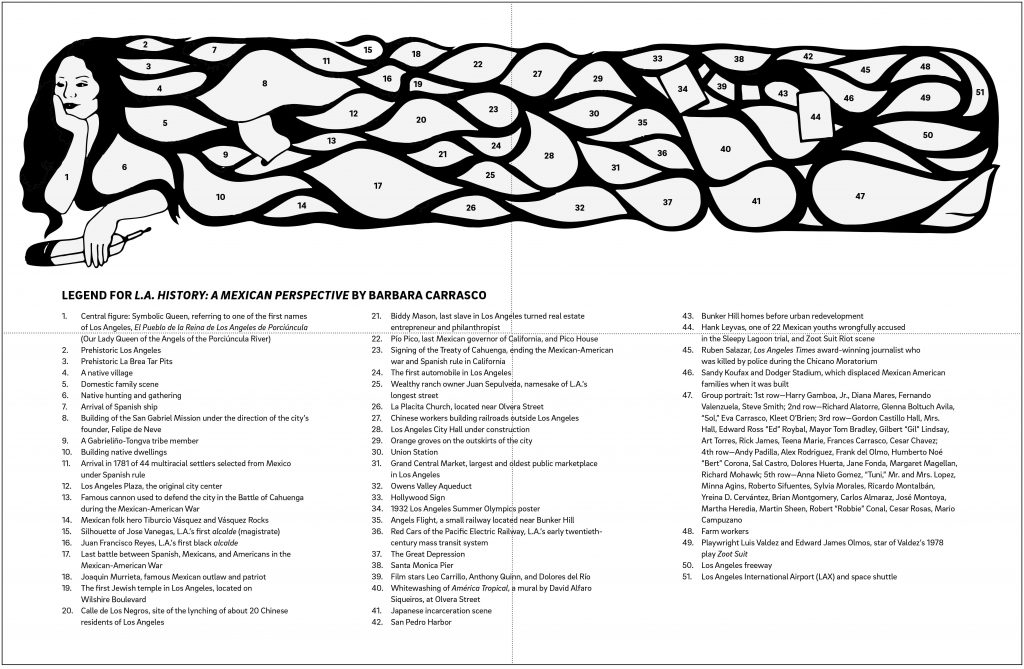 2
7
15
18
22
11
27
29
33
38
42
45
48
51
3
4
8
16
19
34
39
43
46
49
5
12
20
23
30
35
44
50
13
24
36
40
1
6
9
21
25
28
31
10
14
17
26
32
37
41
47
LEGEND FOR L.A. HISTORY: A MEXICAN PERSPECTIVE BY BARBARA CARRASCO
1. Central figure: Symbolic Queen, referring to one of the first names
of Los Angeles, El Pueblo de la Reina de Los Angeles de Porciúncula
(Our Lady Queen of the Angels of the Porciúncula River)
2. Prehistoric Los Angeles
3. Prehistoric La Brea Tar Pits
4. A native village
5. Domestic family scene
6. Native hunting and gathering
7. Arrival of Spanish ship
8. Building of the San Gabriel Mission under the direction of the city's
founder, Felipe de Neve
9. A Gabrieliño-Tongva tribe member
10. Building native dwellings
11. Arrival in 1781 of 44 multiracial settlers selected from Mexico
under Spanish rule
12. Los Angeles Plaza, the original city center
13. Famous cannon used to defend the city in the Battle of Cahuenga
during the Mexican-American War
14. Mexican folk hero Tiburcio Vásquez and Vásquez Rocks
15. Silhouette of Jose Vanegas, L.A.'s first alcalde (magistrate)
16. Juan Francisco Reyes, L.A.'s first black alcalde
17. Last battle between Spanish, Mexicans, and Americans in the
Mexican-American War
18. Joaquin Murrieta, famous Mexican outlaw and patriot
19. The first Jewish temple in Los Angeles, located on
Wilshire Boulevard
20. Calle de Los Negros, site of the lynching of about 20 Chinese
residents of Los Angeles
21. Biddy Mason, last slave in Los Angeles turned real estate
entrepreneur and philanthropist
22. Pío Pico, last Mexican governor of California, and Pico House
23. Signing of the Treaty of Cahuenga, ending the Mexican-American
war and Spanish rule in California
24. The first automobile in Los Angeles
25. Wealthy ranch owner Juan Sepulveda, namesake of L.A.'s
longest street
26. La Placita Church, located near Olvera Street
27. Chinese workers building railroads outside Los Angeles
28. Los Angeles City Hall under construction
29. Orange groves on the outskirts of the city
30. Union Station
31. Grand Central Market, largest and oldest public marketplace
in Los Angeles
32. Owens Valley Aqueduct
33. Hollywood Sign
34. 1932 Los Angeles Summer Olympics poster
35. Angels Flight, a small railway located near Bunker Hill
36. Red Cars of the Pacific Electric Railway, L.A.'s early twentieth-
century mass transit system
37. The Great Depression
38. Santa Monica Pier
39. Film stars Leo Carrillo, Anthony Quinn, and Dolores del Río
40. Whitewashing of América Tropical, a mural by David Alfaro
Siqueiros, at Olvera Street
41. Japanese incarceration scene
42. San Pedro Harbor
43. Bunker Hill homes before urban redevelopment
44. Hank Leyvas, one of 22 Mexican youths wrongfully accused
in the Sleepy Lagoon trial, and Zoot Suit Riot scene
45. Ruben Salazar, Los Angeles Times award-winning journalist who
was killed by police during the Chicano Moratorium
46. Sandy Koufax and Dodger Stadium, which displaced Mexican American
families when it was built
47. Group portrait: 1st row—Harry Gamboa, Jr., Diana Mares, Fernando
Valenzuela, Steve Smith; 2nd row—Richard Alatorre, Glenna Boltuch Avila,
"Sol," Eva Carrasco, Kleet O'Brien; 3rd row—Gordon Castillo Hall, Mrs.
Hall, Edward Ross "Ed" Roybal, Mayor Tom Bradley, Gilbert "Gil" Lindsay,
Art Torres, Rick James, Teena Marie, Frances Carrasco, Cesar Chavez;
4th row—Andy Padilla, Alex Rodriguez, Frank del Olmo, Humberto Noé
"Bert" Corona, Sal Castro, Dolores Huerta, Jane Fonda, Margaret Magellan,
Richard Mohawk; 5th row—Anna Nieto Gomez, "Tuni," Mr. and Mrs. Lopez,
Minna Agins, Roberto Sifuentes, Sylvia Morales, Ricardo Montalbán,
Yreina D. Cervántez, Brian Montgomery, Carlos Almaraz, José Montoya,
Martha Heredia, Martin Sheen, Robert "Robbie" Conal, Cesar Rosas, Mario
Campuzano
48. Farm workers
49. Playwright Luis Valdez and Edward James Olmos, star of Valdez's 1978
play Zoot Suit
50. Los Angeles freeway
51. Los Angeles International Airport (LAX) and space shuttle